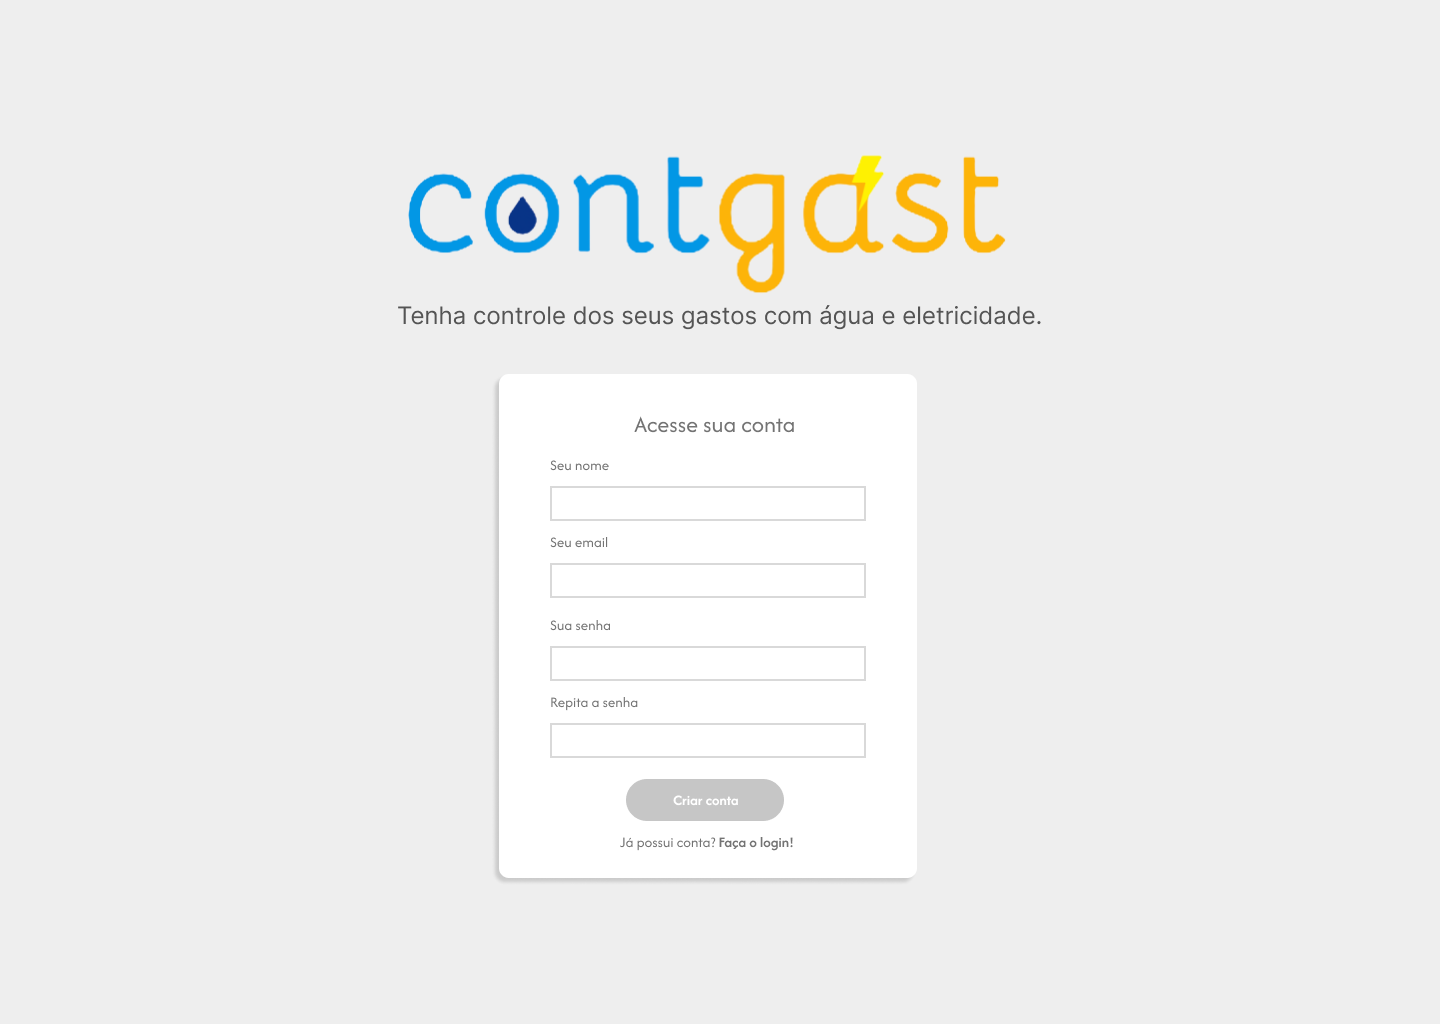 contgast
Tenha controle dos seus gastos com água e eletricidade.
Acesse sua conta
Seu nome
Seu email
Sua senha
Repita a senha
Criar conta
Já possui conta? Faça o login!